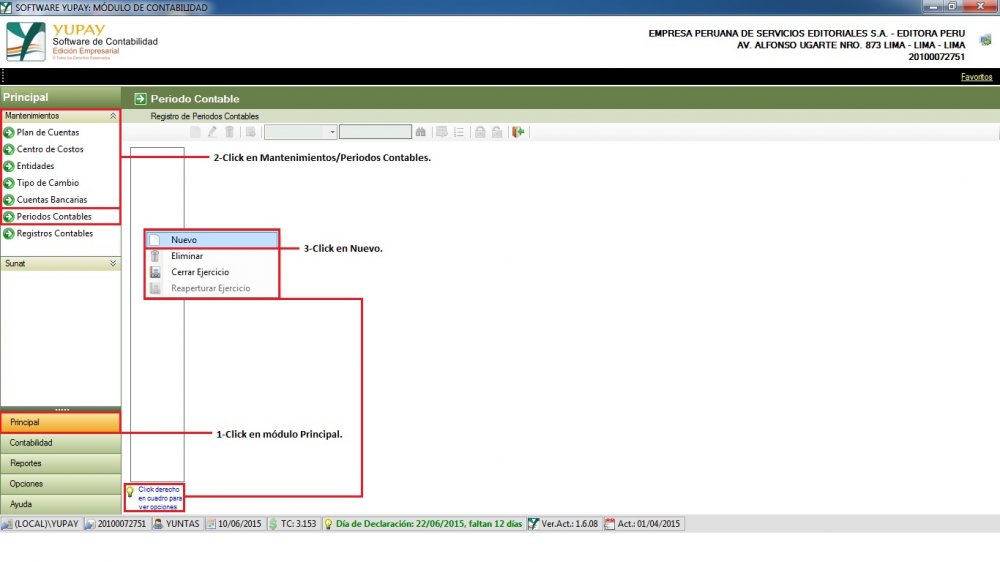 SOFTWARE YUPAY: MÓDULO DE CONTABILIDAD
YUPAY
Software de Contabilidad
Edición Empresarial
© Todos los Derechos Reservados
EMPRESA PERUANA DE SERVICIOS EDITORIALES S.A. - EDITORA PERU
AV. ALFONSO UGARTE NRO. 873 LIMA - LIMA - LIMA
20100072751
Favoritos
Principal
Periodo Contable
Mantenimientos
Registro de Periodos Contables
Plan de Cuentas
Centro de Costos
Entidades
Tipo de Cambio
Cuentas Bancarias
Periodos Contables
Registros Contables
2-Click en Mantenimientos/Periodos Contables.
Nuevo
Eliminar
Cerrar Ejercicio
Reaperturar Ejercicio
3-Click en Nuevo.
Sunat
Principal
Contabilidad
Reportes
Opciones
Ayuda
1-Click en módulo Principal.
Click derecho
en cuadro para
ver opciones
(LOCAL)\YUPAY 20100072751 YUNTAS 10/06/2015 TC: 3.153 Día de Declaración: 22/06/2015, faltan 12 días Ver.Act.: 1.6.08 Act.: 01/04/2015